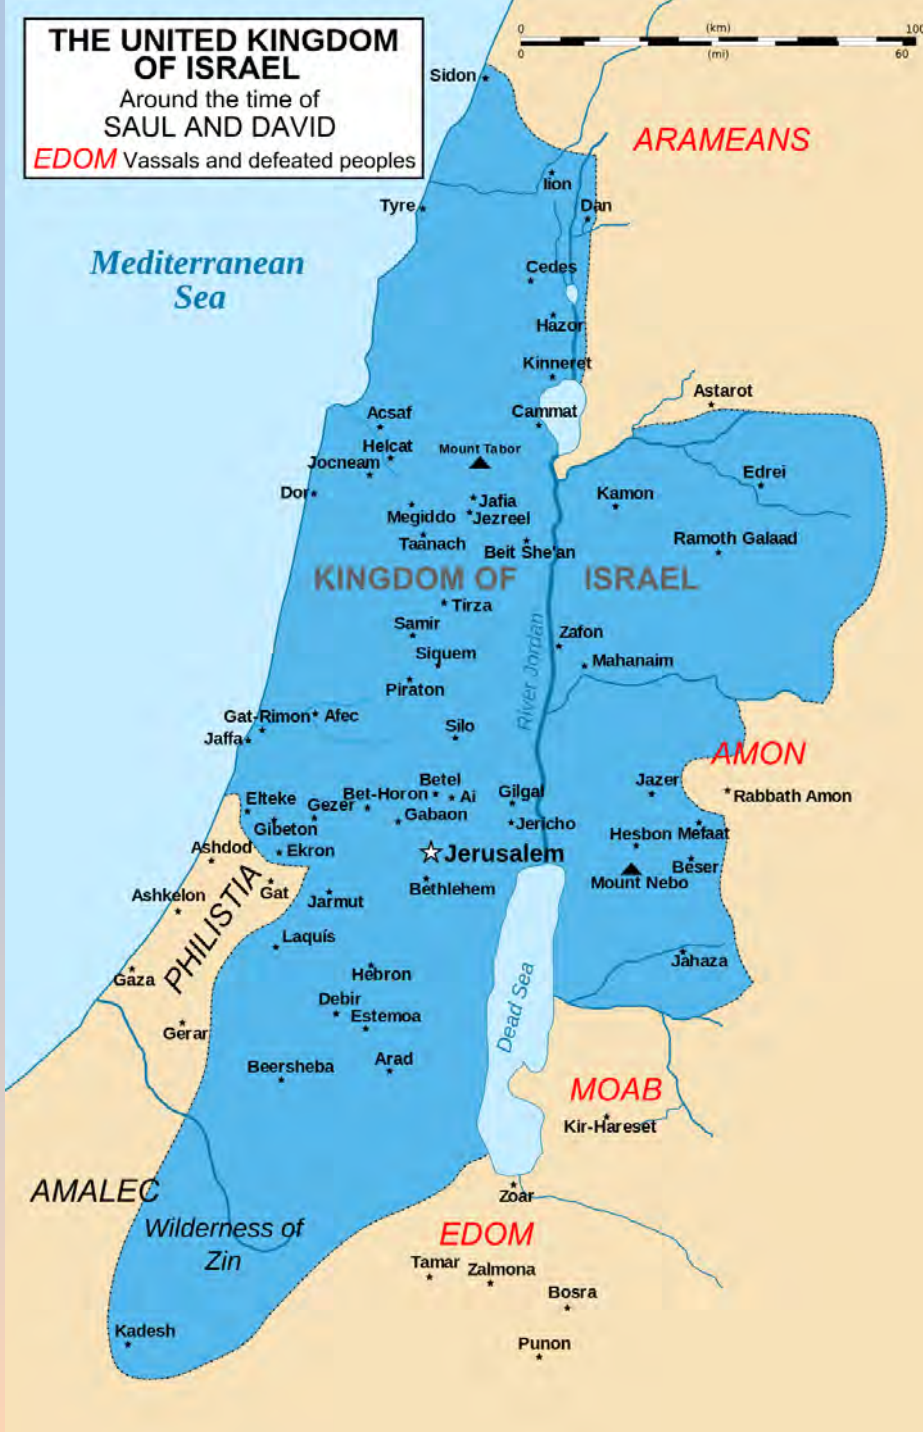 THE UNITED KINGDOM
OF ISRAEL
Around the time of
SAUL AND DAVID
EDOM Vassals and defeated peoples
0 (km) 100
0 (mi) 60
Sidon
ARAMEANS
Iion
Tyre
Dan
Mediterranean
Sea
Cedes
Hazor
Kinneret
Astarot
Acsaf
Cammat
Helcat
Mount Tabor
Jocneam
Edrei
Dor
Kamon
Jafia
Megiddo
Jezreel
Ramoth Galaad
Taanach
Beit She'an
KINGDOM OF ISRAEL
Tirza
Samir
Zafon
Siquem
Mahanaim
River Jordan
Piraton
Gat-Rimon
Afec
Silo
Jaffa
AMON
Betel
Jazer
Elteke
Bet-Horon
Ai
Gilgal
Rabbath Amon
Gezer
Gabaon
Jericho
Gibeton
Hesbon
Mefaat
Ashdod
Ekron
Jerusalem
Beser
Mount Nebo
Bethlehem
Ashkelon
Gat
Jarmut
PHILISTIA
Laquís
Jahaza
Gaza
Hebron
Debir
Dead Sea
Estemoa
Gerar
Beersheba
Arad
MOAB
Kir-Hareset
AMALEC
Zoar
Wilderness of
Zin
EDOM
Tamar
Zalmona
Bosra
Kadesh
Punon